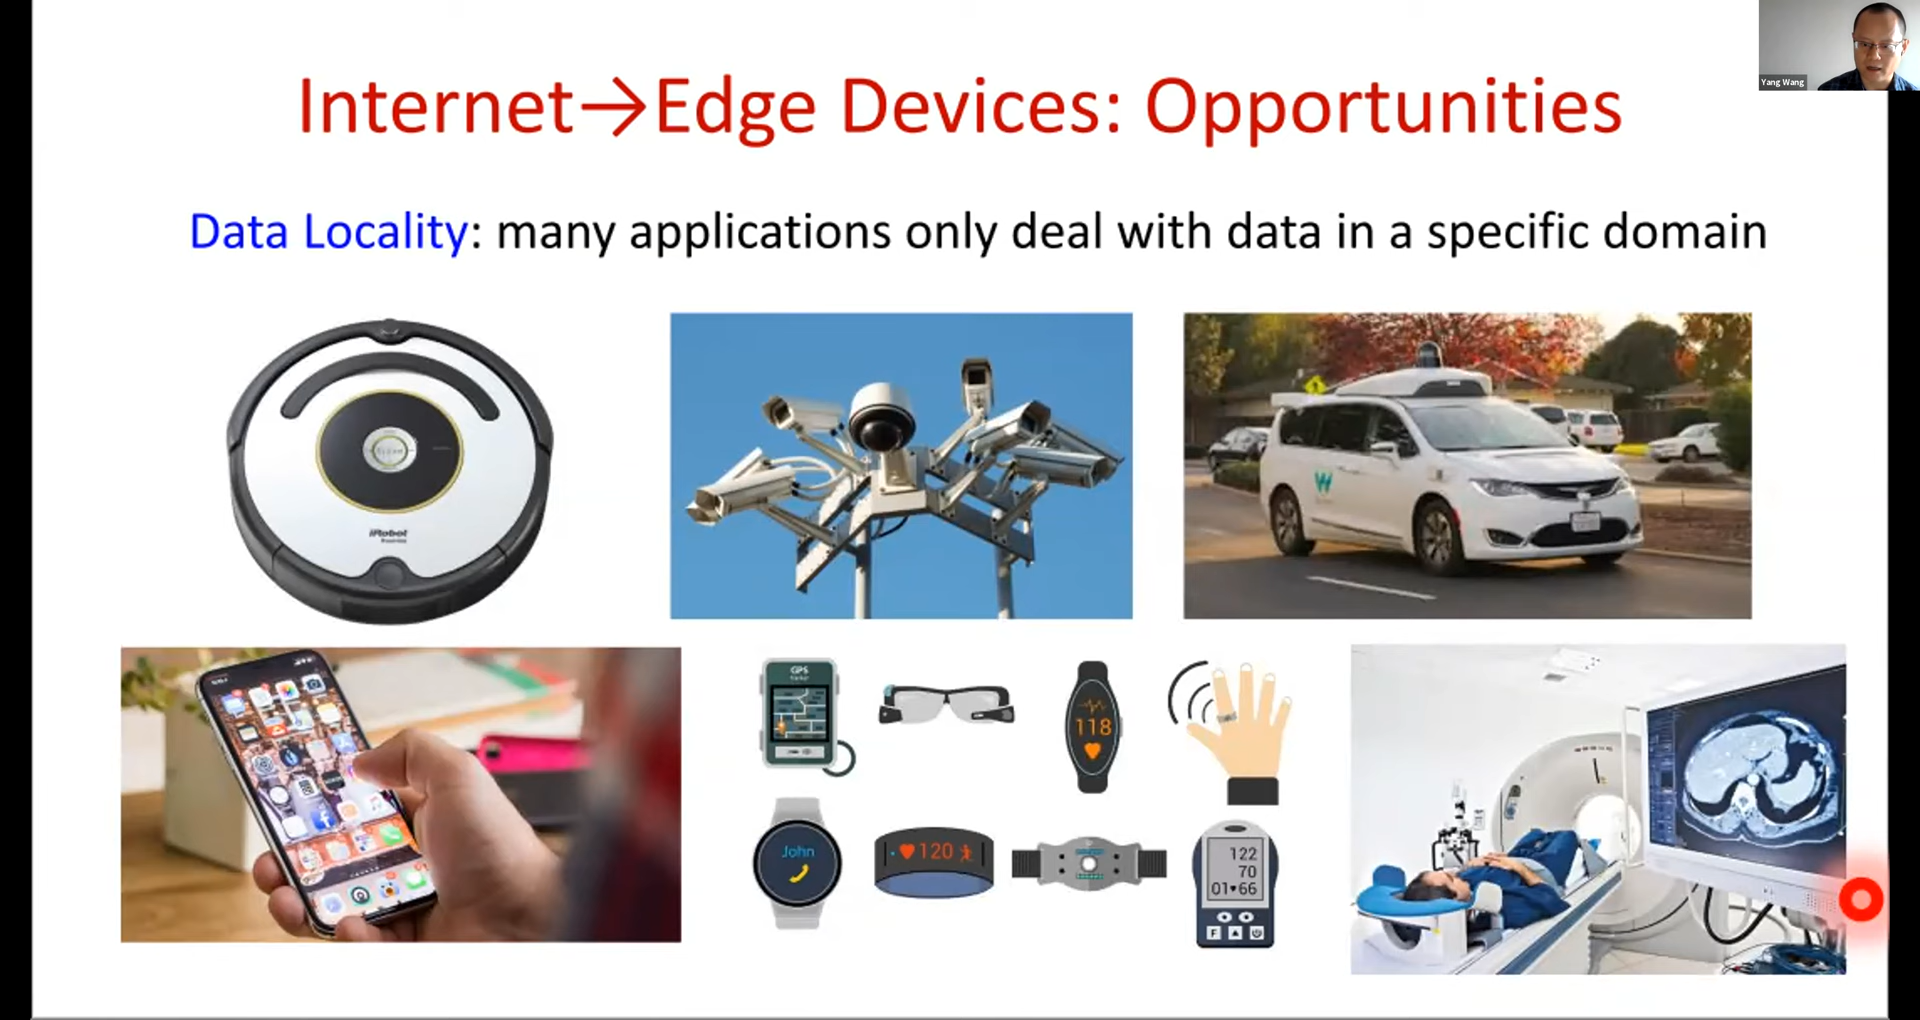 Yang Wang
Internet→Edge Devices: Opportunities
Data Locality: many applications only deal with data in a specific domain
CLEAN
iRobot
GPS
118
John
120
122
70
01♥66
F